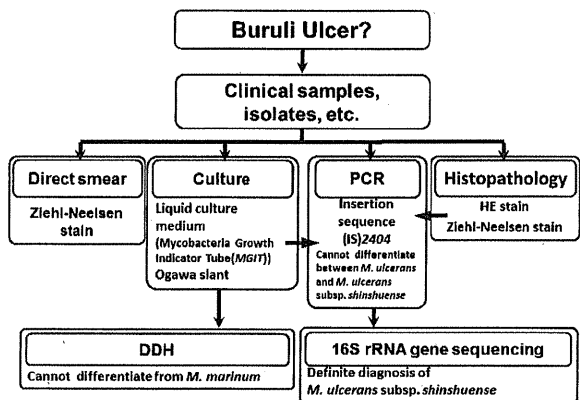 Buruli Ulcer?
Clinical samples,
isolates, etc.
Direct smear
Ziehl-Neelsen
stain
Culture
Liquid culture
medium
(Mycobacteria Growth
Indicator Tube(MGIT))
Ogawa slant
PCR
Insertion
sequence
(IS)2404
Cannot differentiate
between M. ulcerans
and M. ulcerans
subsp. shinshuense
Histopathology
HE stain
Ziehl-Neelsen stain
DDH
Cannot differentiate from M. marinum
16S rRNA gene sequencing
Definite diagnosis of
M. ulcerans subsp. shinshuense